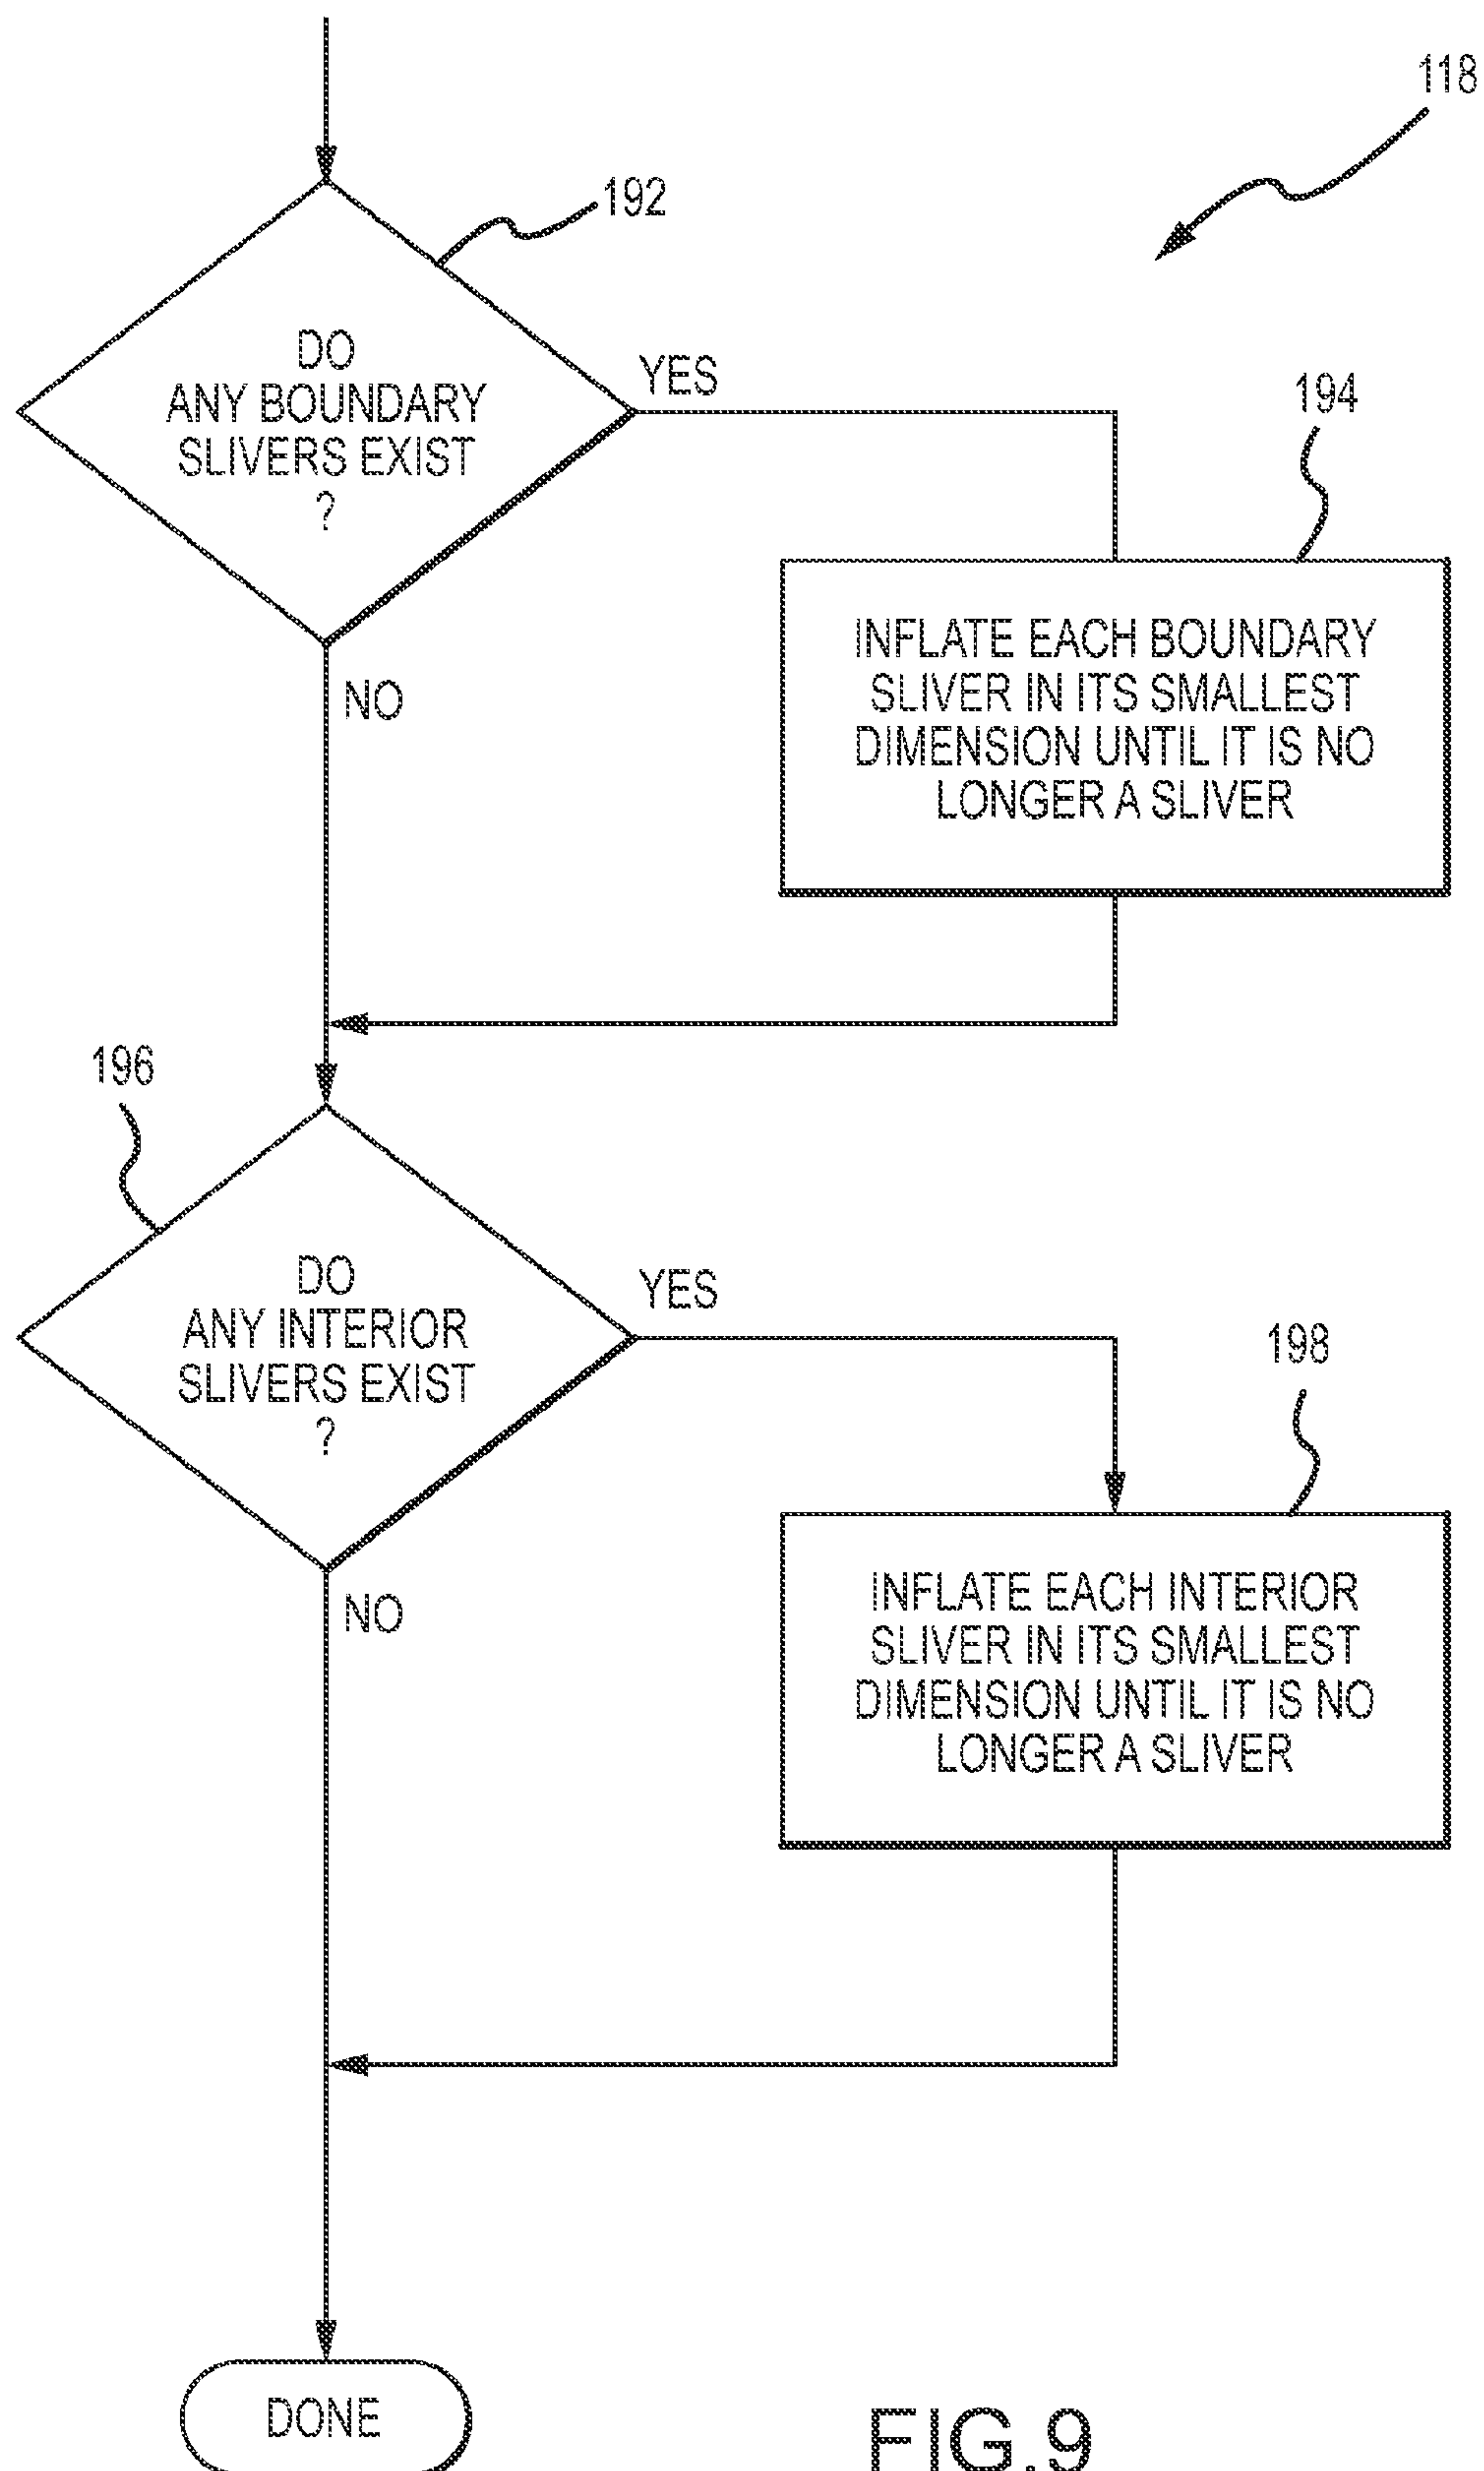 118
192
DO
ANY BOUNDARY
SLIVERS EXIST
?
YES
NO
194
INFLATE EACH BOUNDARY
SLIVER IN ITS SMALLEST
DIMENSION UNTIL IT IS NO
LONGER A SLIVER
196
DO
ANY INTERIOR
SLIVERS EXIST
?
YES
NO
198
INFLATE EACH INTERIOR
SLIVER IN ITS SMALLEST
DIMENSION UNTIL IT IS NO
LONGER A SLIVER
DONE
FIG.9